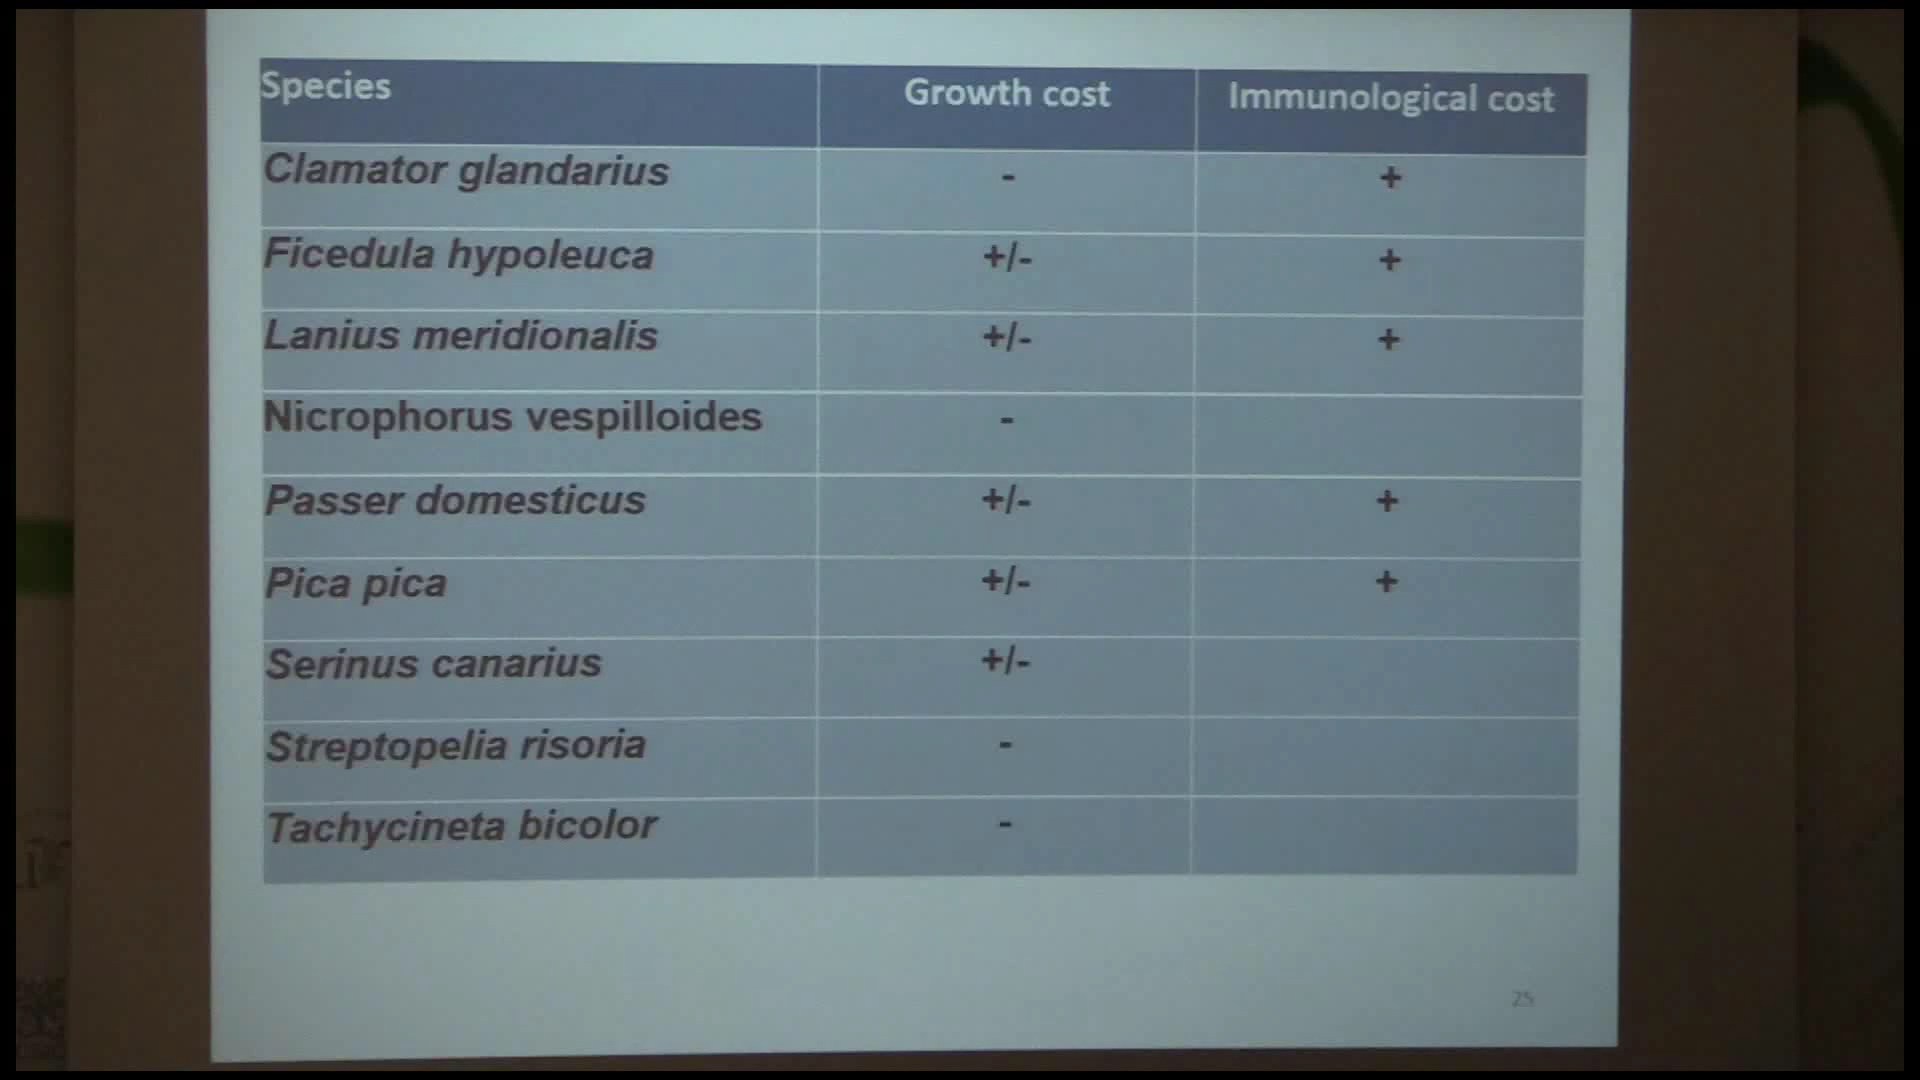 Species Growth cost Immunological cost
Clamator glandarius - +
Ficedula hypoleuca +/- +
Lanius meridionalis +/- +
Nicrophorus vespilloides -
Passer domesticus +/- +
Pica pica +/- +
Serinus canarius +/-
Streptopelia risoria -
Tachycineta bicolor -
25